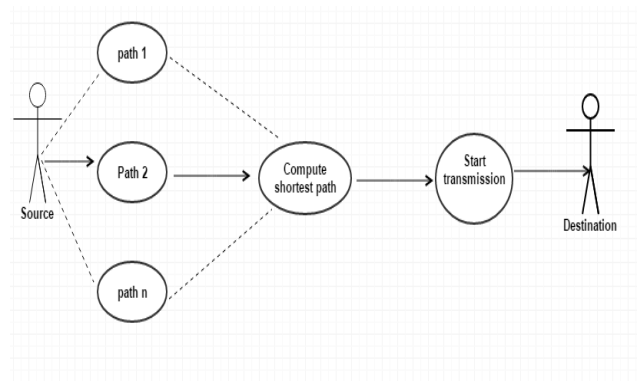 path 1
Source
Path 2
Compute
shortest path
Start
transmission
Destination
path n